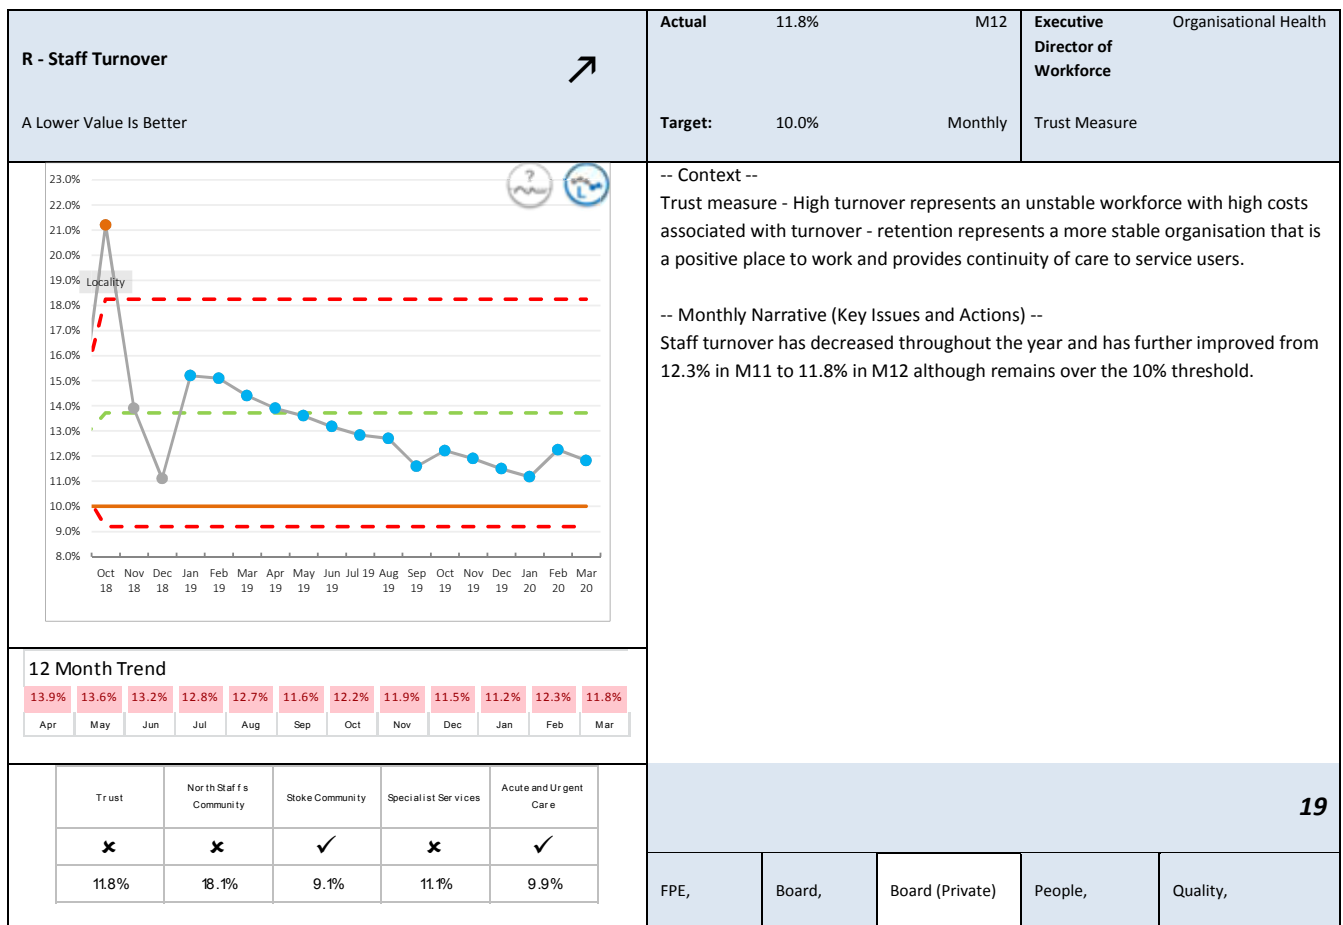 R - Staff Turnover
A Lower Value Is Better
Actual 11.8% M12
Target: 10.0% Monthly
Executive Organisational Health
Director of
Workforce
Trust Measure
23.0%
22.0%
21.0%
20.0%
19.0%
18.0%
17.0%
16.0%
15.0%
14.0%
13.0%
12.0%
11.0%
10.0%
9.0%
8.0%
Locality
?
L
Oct Nov Dec Jan Feb Mar Apr May Jun Jul 19 Aug Sep Oct Nov Dec Jan Feb Mar
18 18 18 19 19 19 19 19 19 19 19 19 19 19 20 20 20
-- Context --
Trust measure - High turnover represents an unstable workforce with high costs
associated with turnover - retention represents a more stable organisation that is
a positive place to work and provides continuity of care to service users.
-- Monthly Narrative (Key Issues and Actions) --
Staff turnover has decreased throughout the year and has further improved from
12.3% in M11 to 11.8% in M12 although remains over the 10% threshold.
12 Month Trend
13.9% 13.6% 13.2% 12.8% 12.7% 11.6% 12.2% 11.9% 11.5% 11.2% 12.3% 11.8%
Apr May Jun Jul Aug Sep Oct Nov Dec Jan Feb Mar
Trust North Staffs Stoke Community Specialist Services Acute and Urgent
Community Care
11.8% 18.1% 9.1% 11.1% 9.9%
19
FPE, Board, Board (Private) People, Quality,